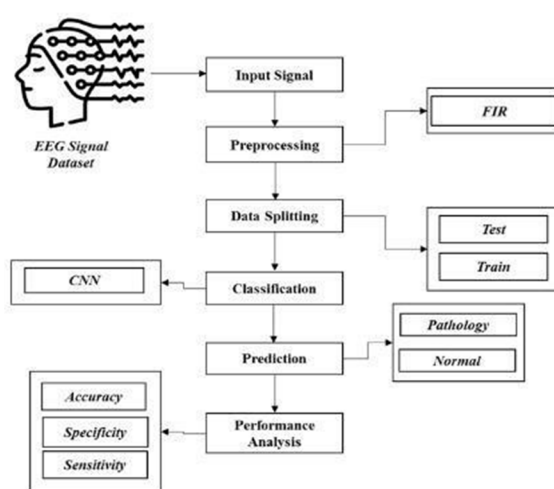 Input Signal
FIR
EEG Signal
Dataset
Preprocessing
Data Splitting
Test
Train
CNN
Classification
Pathology
Prediction
Normal
Accuracy
Specificity
Sensitivity
Performance
Analysis